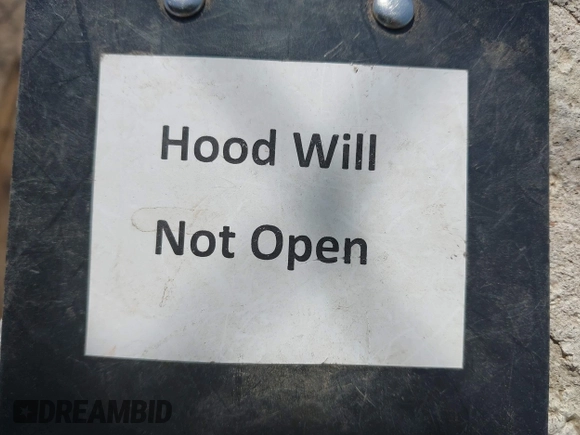 Hood Will
Not Open
DREAMBID